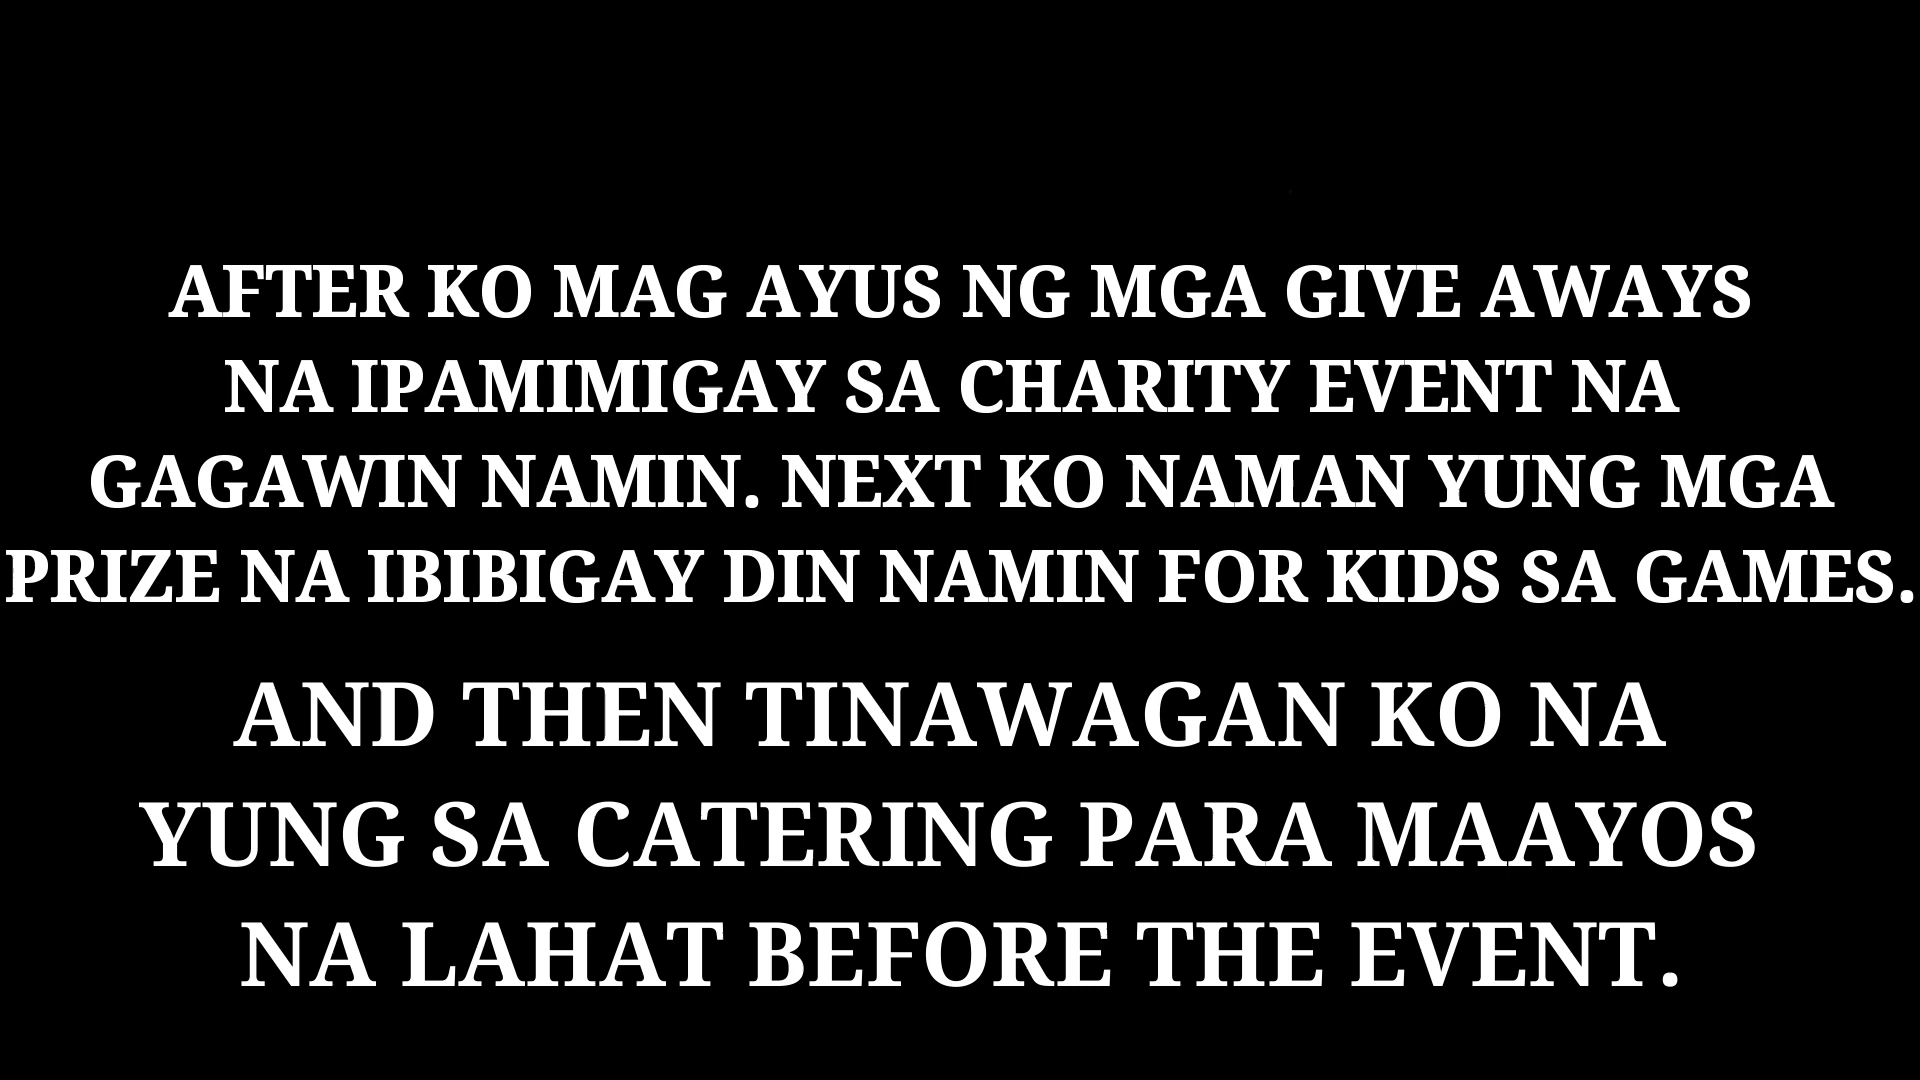 AFTER KO MAG AYUS NG MGA GIVE AWAYS
NA IPAMIMIGAY SA CHARITY EVENT NA
GAGAWIN NAMIN. NEXT KO NAMAN YUNG MGA
PRIZE NA IBIBIGAY DIN NAMIN FOR KIDS SA GAMES.
AND THEN TINAWAGAN KO NA
YUNG SA CATERING PARA MAAYOS
NA LAHAT BEFORE THE EVENT.